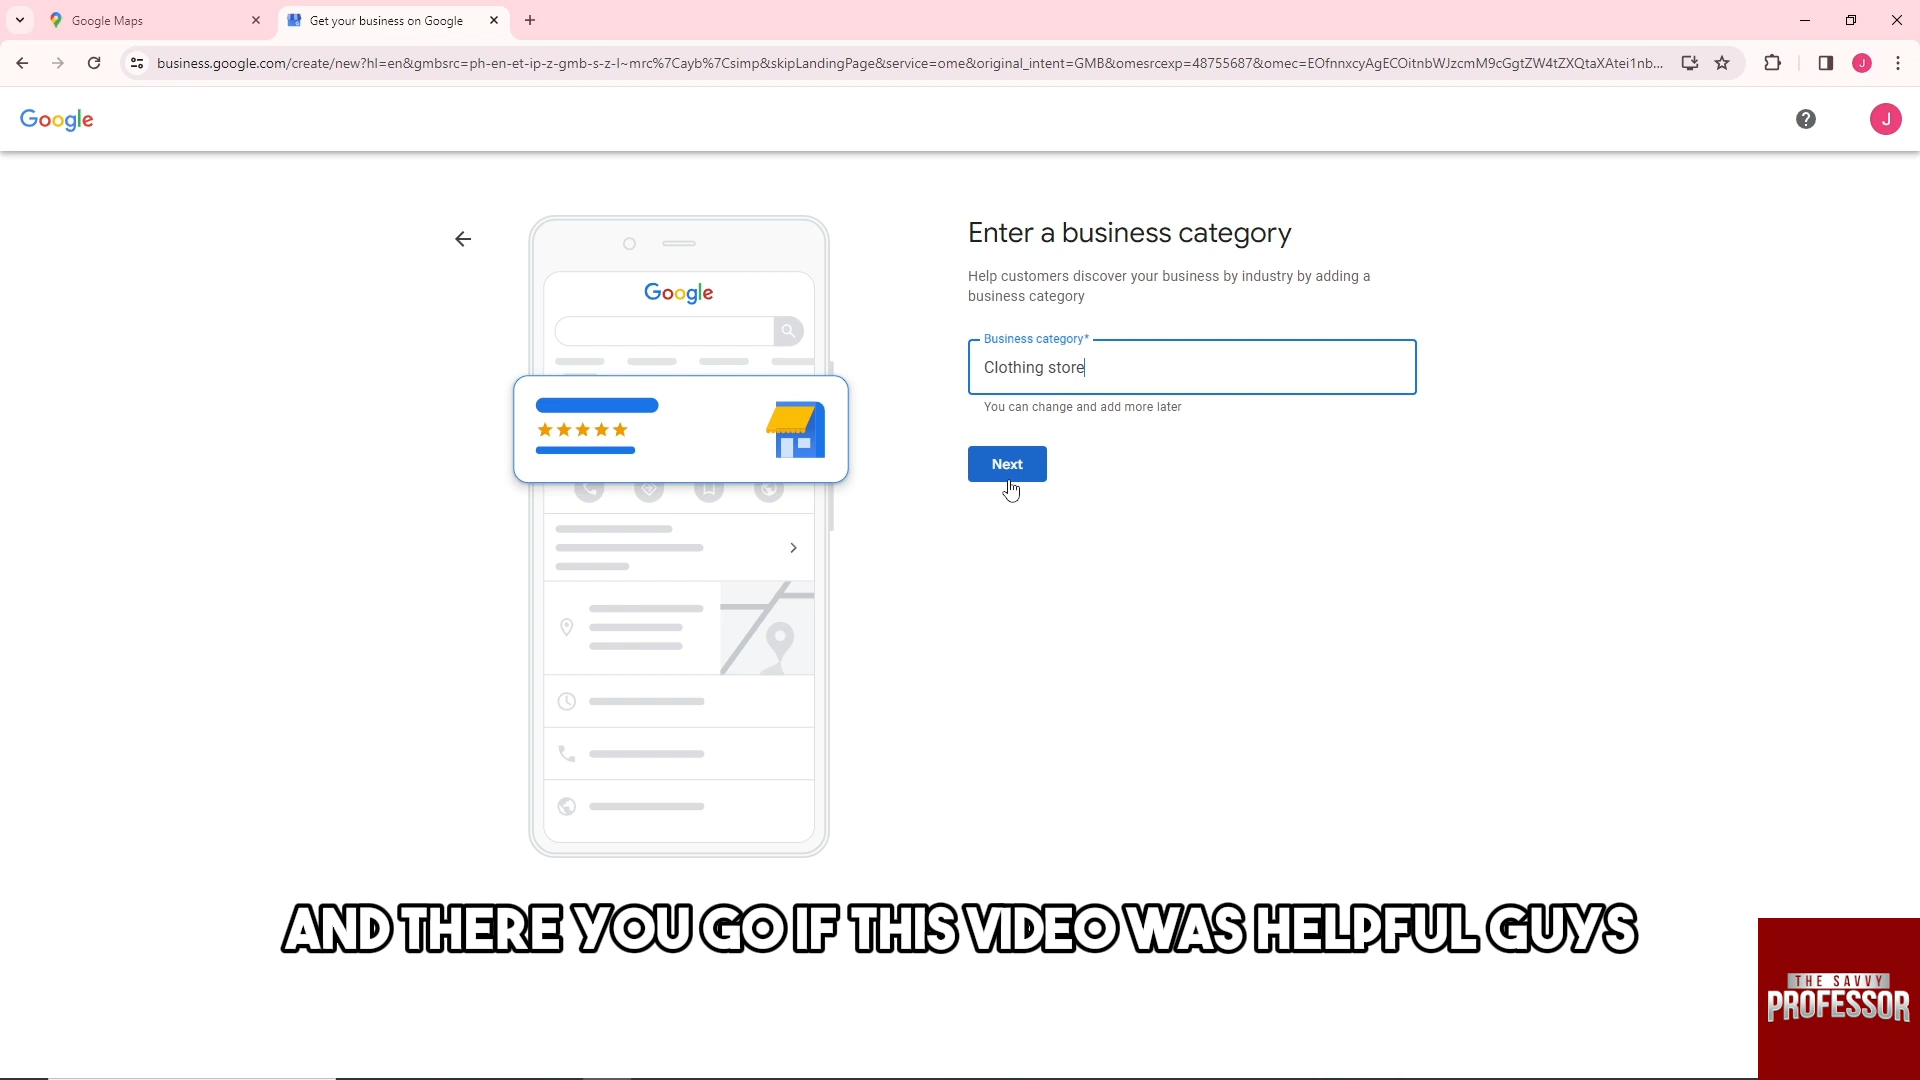 Google Maps
Get your business on Google
business.google.com/create/new?hl=en&gmbsrc=ph-en-et-ip-z-gmb-s-z-l~mrc%7Cayb%7Csimp&skipLandingPage&service=ome&original_intent=GMB&omesrcexp=48755687&omec=EOfnnxcyAgECOitnbWJzcmM9cGgtZW4tZXQtaXAtei1nb...
J
Google
J
Google
Enter a business category
Help customers discover your business by industry by adding a
business category
Business category*
Clothing store
You can change and add more later
Next
AND THERE YOU GO IF THIS VIDEO WAS HELPFUL GUYS
THE SAVVY
PROFESSOR